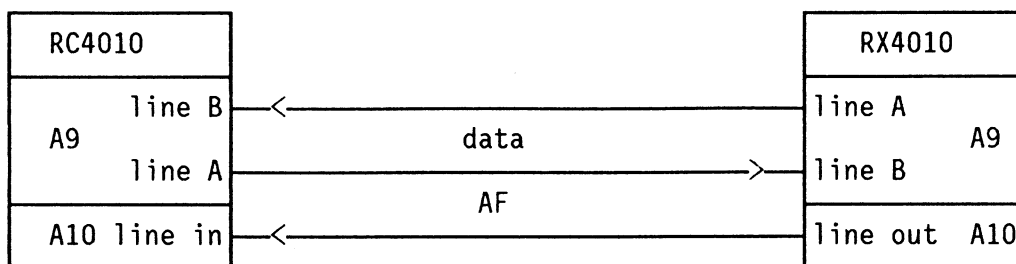 RC4010 RX4010
line B line A
A9 data A9
line A line B
AF
A10 line in line out A10